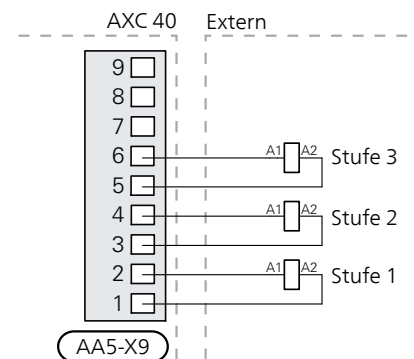 AXC 40 Extern
9
8
7
6 A1 A2 Stufe 3
5
4 A1 A2 Stufe 2
3
2 A1 A2 Stufe 1
1
AA5-X9